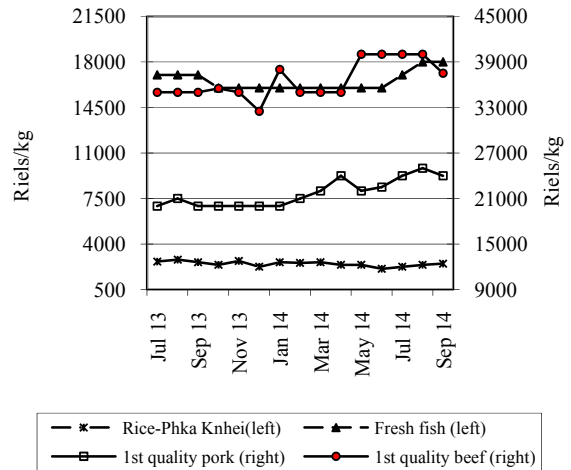 21500
18000
14500
11000
7500
4000
500
Riels/kg
45000
39000
33000
27000
21000
15000
9000
Riels/kg
Jul 13
Sep 13
Nov 13
Jan 14
Mar 14
May 14
Jul 14
Sep 14
Rice-Phka Knhei(left)
Fresh fish (left)
1st quality pork (right)
1st quality beef (right)